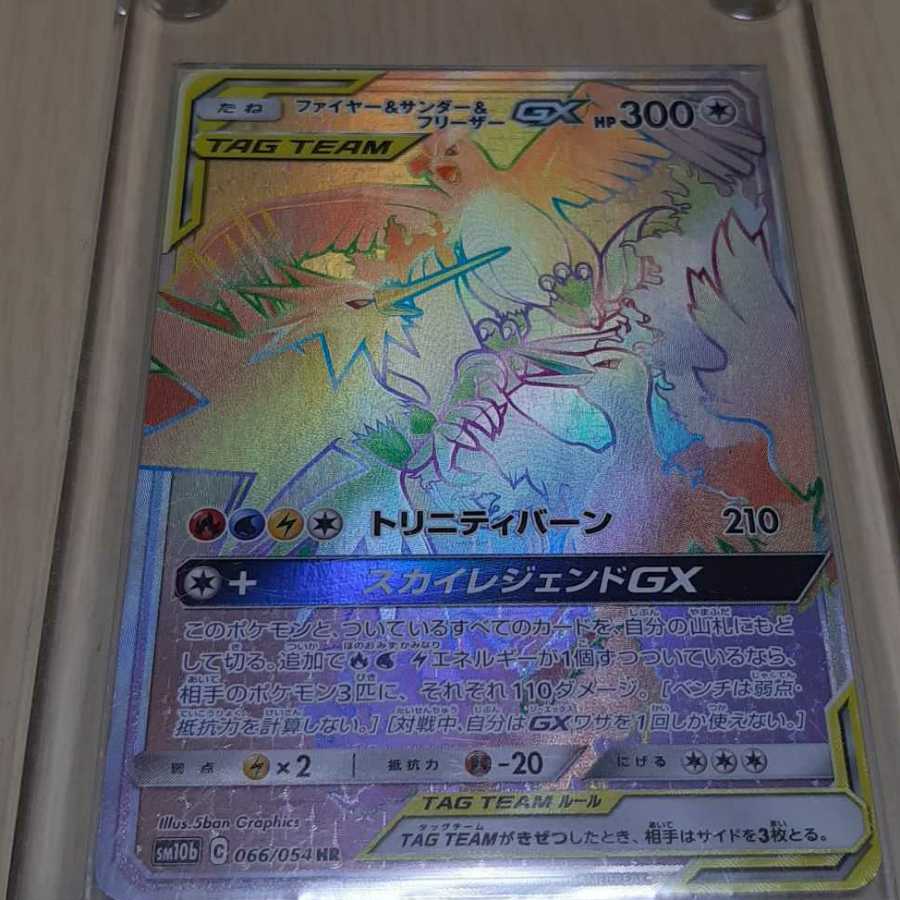 たね ファイヤー&サンダー&フリーザーGX HP300
TAG TEAM
トリニティバーン 210
+ スカイレジェンドGX
このポケモンと、ついているすべてのカードを、自分の山札にもど
して切る。追加で エネルギーが1個ずつついているなら、
相手のポケモン3匹に、それぞれ110ダメージ。[ベンチは弱点・
抵抗力を計算しない。][対戦中、自分はGXワザを1回しか使えない。]
弱点 ×2 抵抗力 -20 にげる
TAG TEAM ルール
TAG TEAMがきぜつしたとき、相手はサイドを3枚とる。
Illus.5ban Graphics
SM10b C 066/054 HR